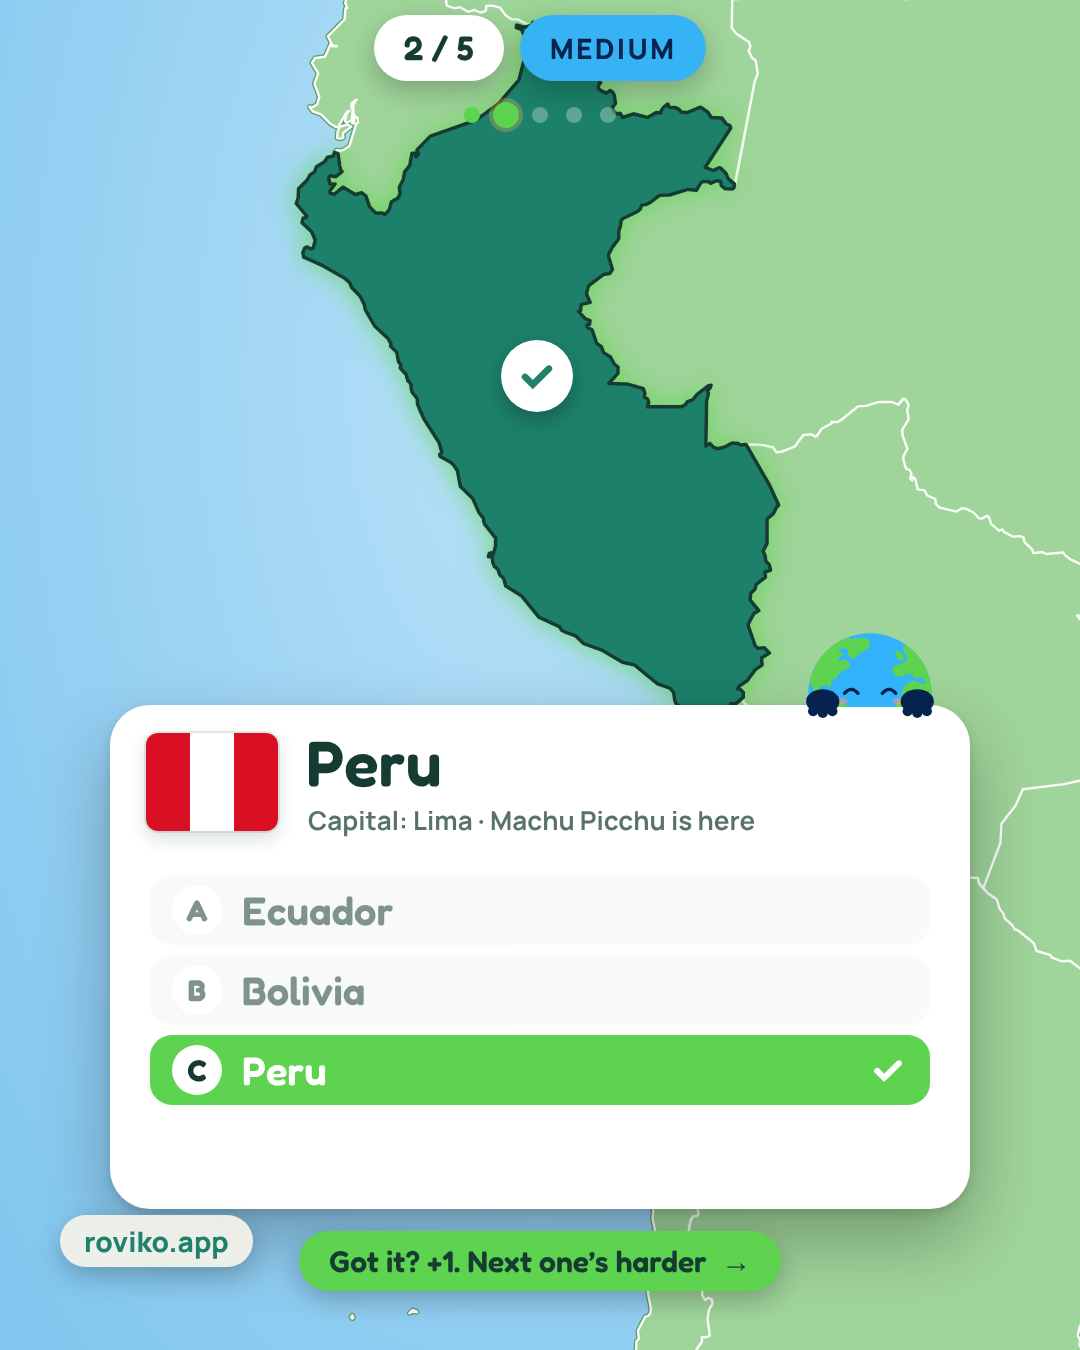 2 / 5
MEDIUM
Peru
Capital: Lima · Machu Picchu is here
A Ecuador
B Bolivia
C Peru
roviko.app
Got it? +1. Next one’s harder →